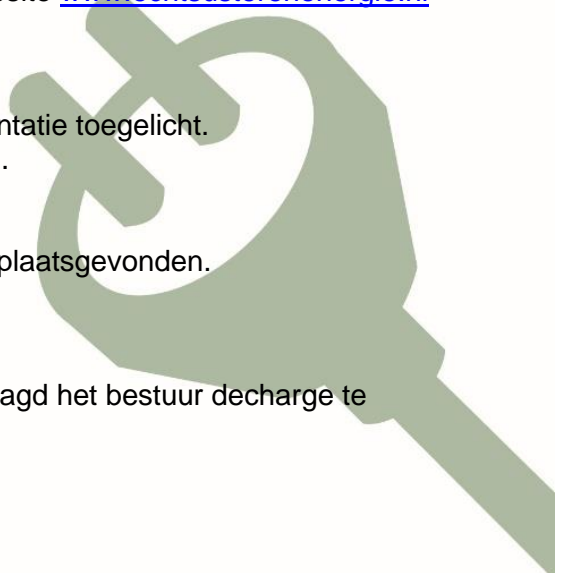 ntatie toegelicht.
.
plaatsgevonden.
agd het bestuur decharge te